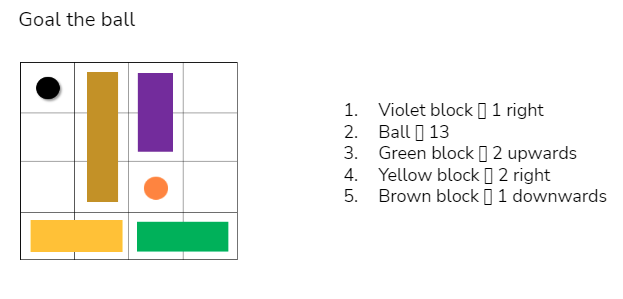 Goal the ball
1. Violet block ▯ 1 right
2. Ball ▯ 13
3. Green block ▯ 2 upwards
4. Yellow block ▯ 2 right
5. Brown block ▯ 1 downwards